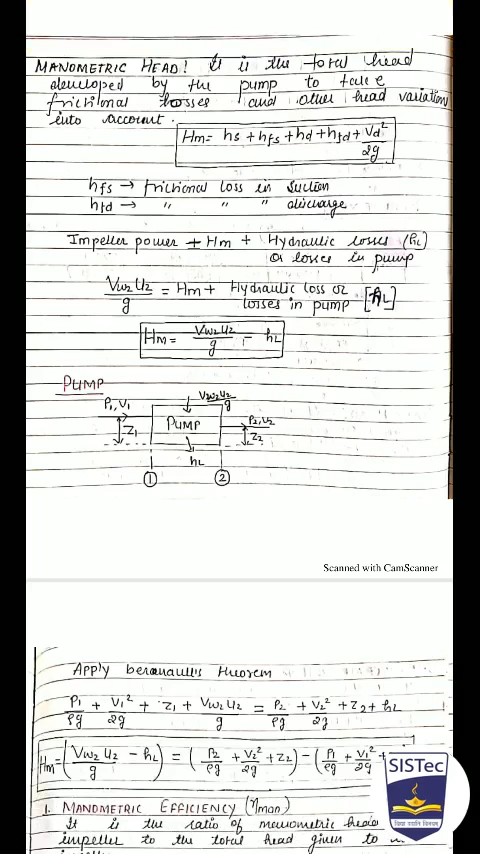 MANOMETRIC HEAD! It is the total head
developed by the pump to take
frictional losses and other head variation
into account.
Hm = hs + hfs + hd + hfd + Vd²/2g
hfs → frictional loss in suction
hfd → " " " discharge
Impeller power = Hm + Hydraulic losses (hL)
or losses in pump
Vw2 U2/g = Hm + Hydraulic loss or
losses in pump [hL]
Hm = Vw2 U2/g - hL
PUMP
P1, V1
Vw2 U2/g
Z1
PUMP
P2, V2
Z2
hL
① ②
Scanned with CamScanner
Apply beranaullis theorem
P1/ρg + V1²/2g + Z1 + Vw2 U2/g = P2/ρg + V2²/2g + Z2 + hL
Hm = (Vw2 U2/g - hL) = (P2/ρg + V2²/2g + Z2) - (P1/ρg + V1²/2g +
SISTec
1. MANOMETRIC EFFICIENCY (ηman)
It is the ratio of manometric head
impeller to the total head given to